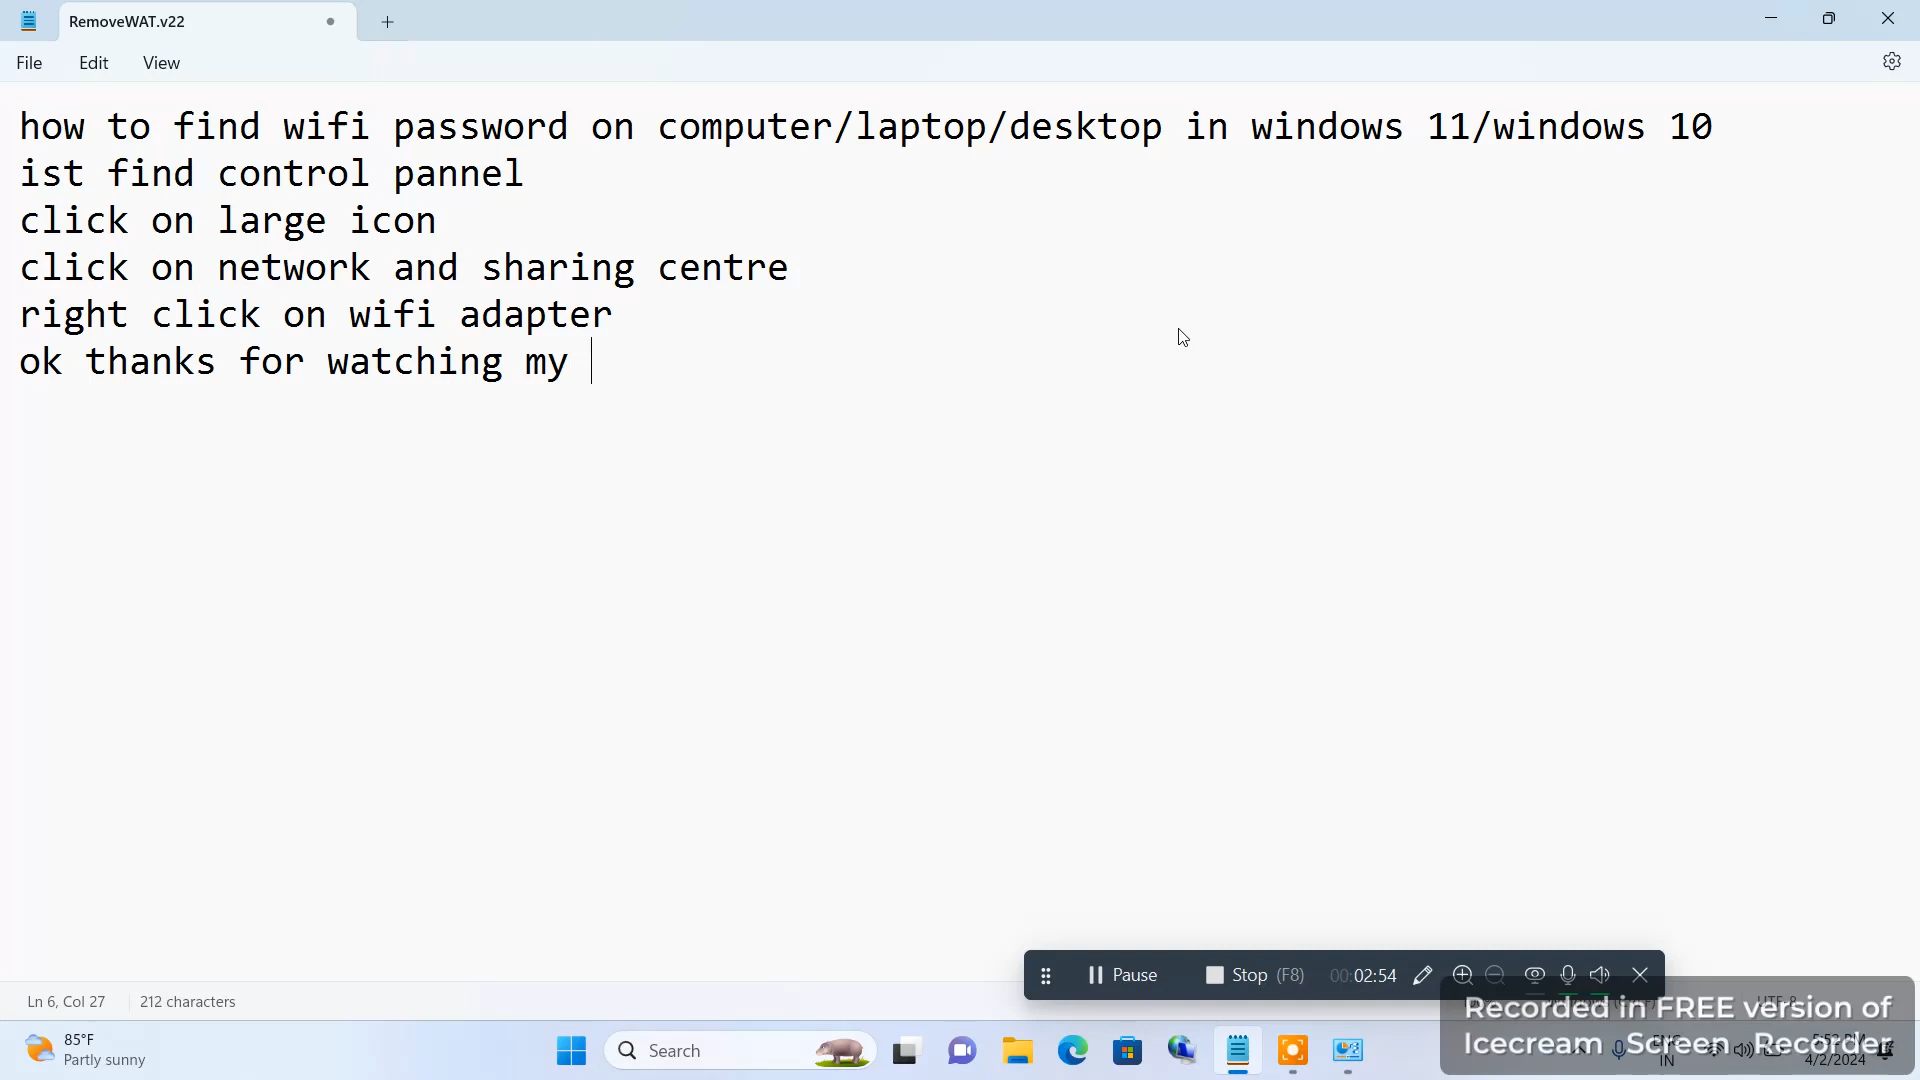 RemoveWAT.v22
File Edit View
how to find wifi password on computer/laptop/desktop in windows 11/windows 10
ist find control pannel
click on large icon
click on network and sharing centre
right click on wifi adapter
ok thanks for watching my
Pause Stop (F8) 00:02:54
Ln 6, Col 27 212 characters
Recorded in FREE version of
Icecream Screen Recorder
85°F
Partly sunny
Search
ENG
IN
4/2/2024